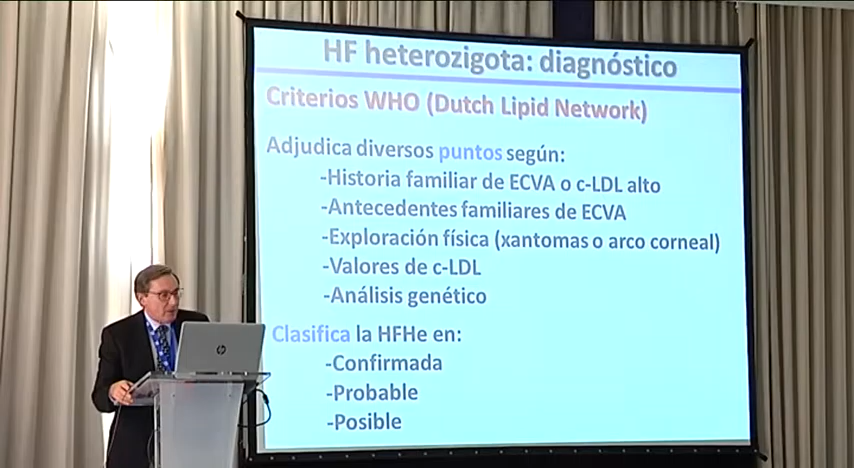 HF heterozigota: diagnóstico
Criterios WHO (Dutch Lipid Network)
Adjudica diversos puntos según:
-Historia familiar de ECVA o c-LDL alto
-Antecedentes familiares de ECVA
-Exploración física (xantomas o arco corneal)
-Valores de c-LDL
-Análisis genético
Clasifica la HFHe en:
-Confirmada
-Probable
-Posible
hp